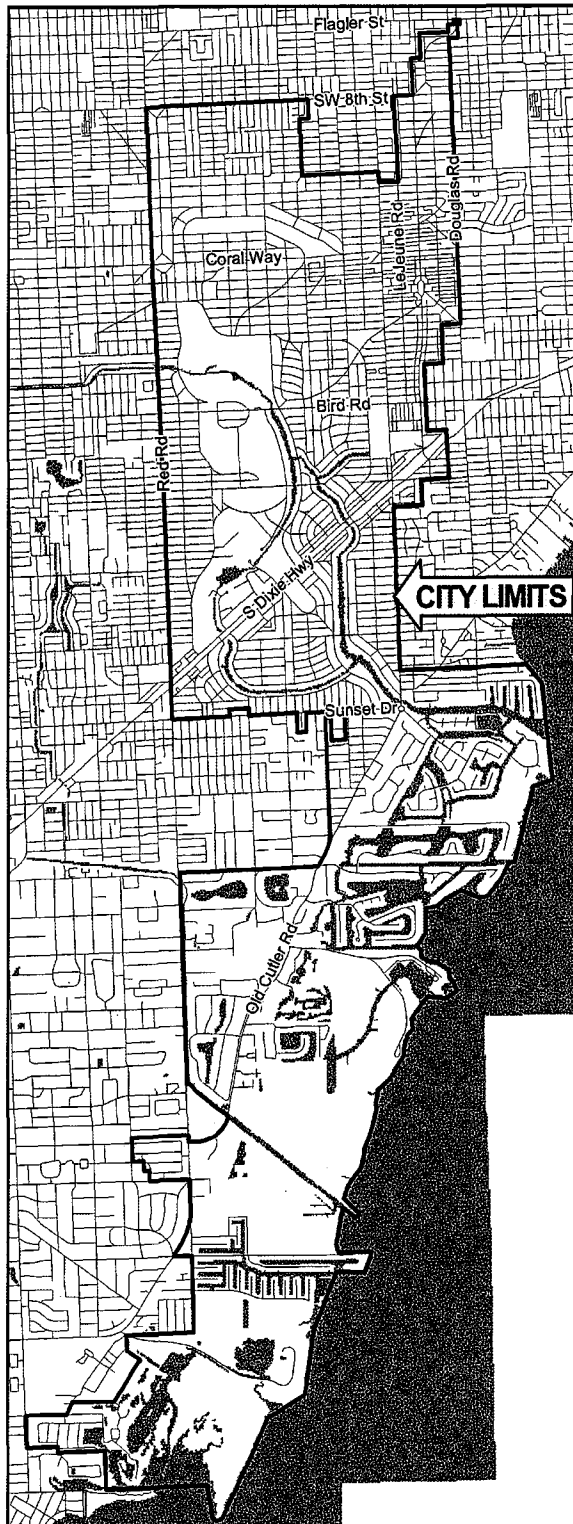 Flagler St
SW 8th St
Douglas Rd
LeJeune Rd
Coral Way
Bird Rd
Red Rd
S Dixie Hwy
CITY LIMITS
Sunset Dr
Old Cutler Rd